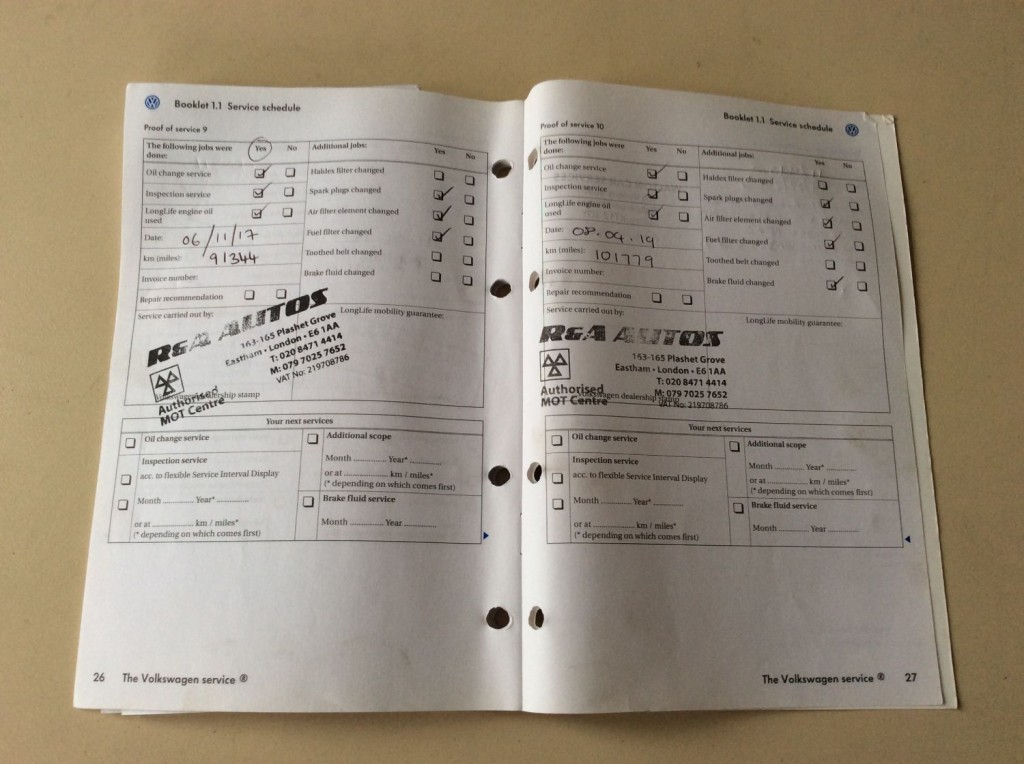 Booklet 1.1 Service schedule
Proof of service 9
The following jobs were done: Yes No
Oil change service
Inspection service
LongLife engine oil used
Date: 06/11/17
km (miles): 91344
Invoice number:
Repair recommendation
Additional jobs: Yes No
Haldex filter changed
Spark plugs changed
Air filter element changed
Fuel filter changed
Toothed belt changed
Brake fluid changed
Service carried out by:
LongLife mobility guarantee:
R&A AUTOS
163-165 Plashet Grove
Eastham • London • E6 1AA
T: 020 8471 4414
M: 079 7025 7652
VAT No: 219708786
Authorised
MOT Centre
dealership stamp
Your next services
Oil change service
Inspection service
acc. to flexible Service Interval Display
Month ............ Year* ............
or at ............ km / miles*
(* depending on which comes first)
Additional scope
Month ............ Year* ............
or at ............ km / miles*
(* depending on which comes first)
Brake fluid service
Month ............ Year ............
26 The Volkswagen service ®
Booklet 1.1 Service schedule
Proof of service 10
The following jobs were done: Yes No
Oil change service
Inspection service
LongLife engine oil used
Date: 08.04.19
km (miles): 101779
Invoice number:
Repair recommendation
Additional jobs: Yes No
Haldex filter changed
Spark plugs changed
Air filter element changed
Fuel filter changed
Toothed belt changed
Brake fluid changed
Service carried out by:
LongLife mobility guarantee:
R&A AUTOS
163-165 Plashet Grove
Eastham • London • E6 1AA
T: 020 8471 4414
M: 079 7025 7652
VAT No: 219708786
Authorised
MOT Centre
Volkswagen dealership stamp
Your next services
Oil change service
Inspection service
acc. to flexible Service Interval Display
Month ............ Year* ............
or at ............ km / miles*
(* depending on which comes first)
Additional scope
Month ............ Year* ............
or at ............ km / miles*
(* depending on which comes first)
Brake fluid service
Month ............ Year ............
The Volkswagen service ® 27